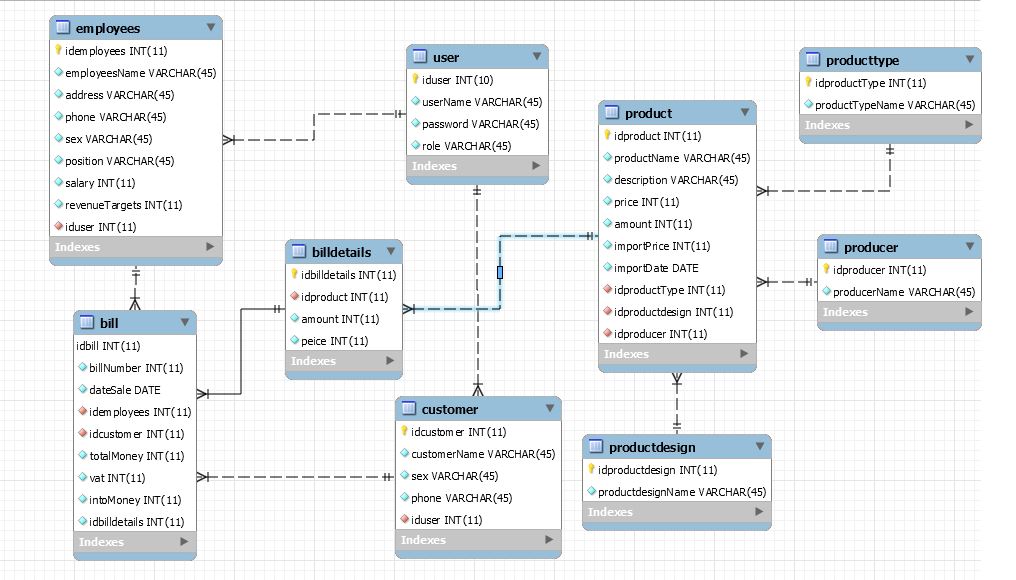 employees
idemployees INT(11)
employeesName VARCHAR(45)
address VARCHAR(45)
phone VARCHAR(45)
sex VARCHAR(45)
position VARCHAR(45)
salary INT(11)
revenueTargets INT(11)
iduser INT(11)
Indexes
user
iduser INT(10)
userName VARCHAR(45)
password VARCHAR(45)
role VARCHAR(45)
Indexes
product
idproduct INT(11)
productName VARCHAR(45)
description VARCHAR(45)
price INT(11)
amount INT(11)
importPrice INT(11)
importDate DATE
idproductType INT(11)
idproductdesign INT(11)
idproducer INT(11)
Indexes
producttype
idproductType INT(11)
productTypeName VARCHAR(45)
Indexes
producer
idproducer INT(11)
producerName VARCHAR(45)
Indexes
billdetails
idbilldetails INT(11)
idproduct INT(11)
amount INT(11)
peice INT(11)
Indexes
bill
idbill INT(11)
billNumber INT(11)
dateSale DATE
idemployees INT(11)
idcustomer INT(11)
totalMoney INT(11)
vat INT(11)
intoMoney INT(11)
idbilldetails INT(11)
Indexes
customer
idcustomer INT(11)
customerName VARCHAR(45)
sex VARCHAR(45)
phone VARCHAR(45)
iduser INT(11)
Indexes
productdesign
idproductdesign INT(11)
productdesignName VARCHAR(45)
Indexes